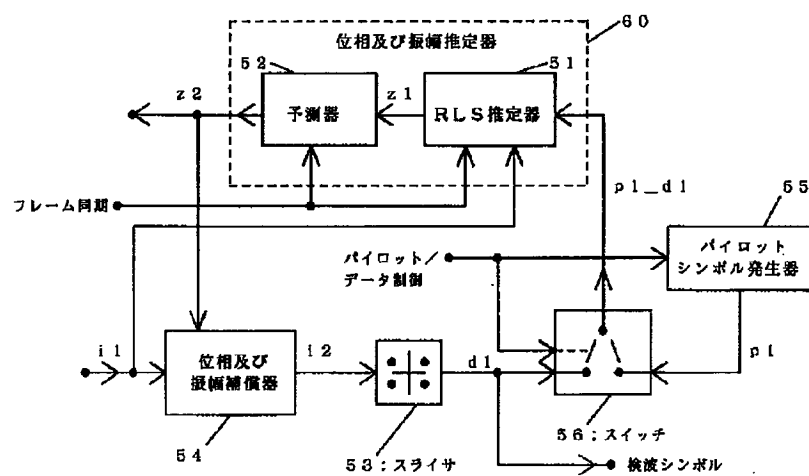 60
位相及び振幅推定器
52
51
z2
予測器
z1
RLS推定器
p1_d1
フレーム同期
55
パイロット/
データ制御
パイロット
シンボル発生器
i1
位相及び
振幅補償器
i2
d1
p1
54
53:スライサ
56:スイッチ
検波シンボル